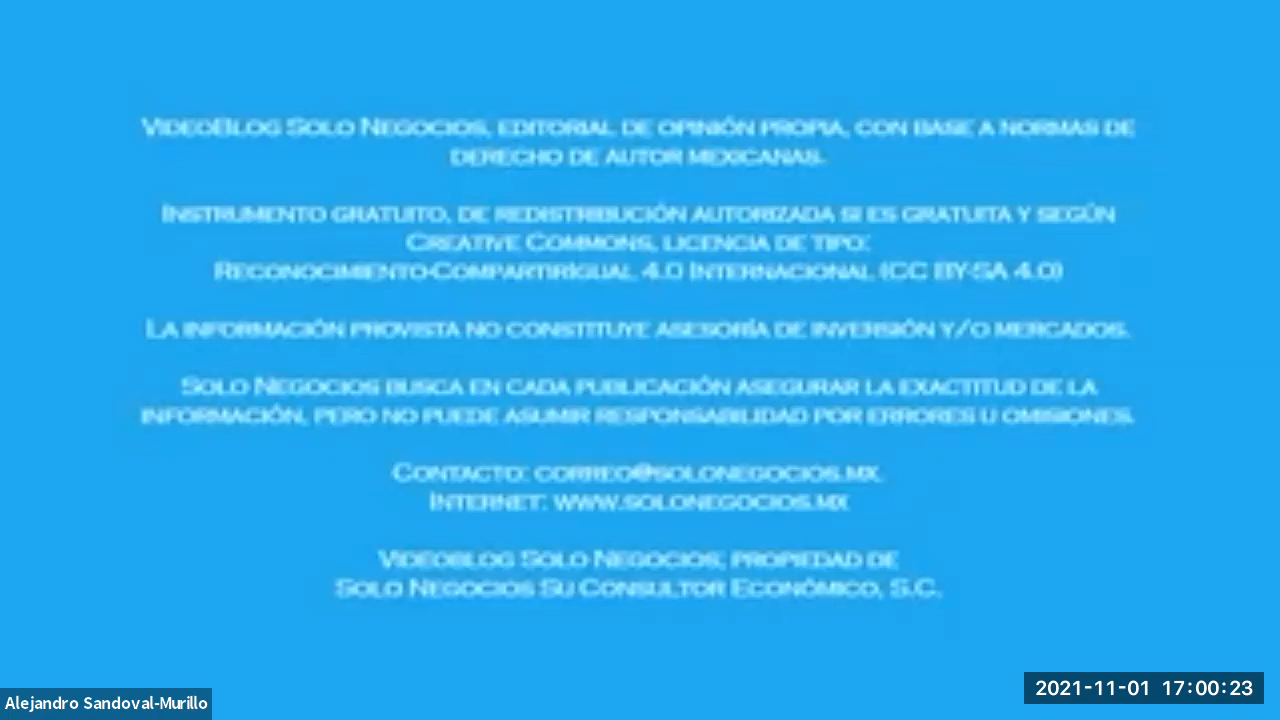 VideoBlog Solo Negocios, editorial de opinión propia, con base a normas de
derecho de autor mexicanas.
Instrumento gratuito, de redistribución autorizada si es gratuita y según
Creative Commons, licencia de tipo:
Reconocimiento-CompartirIgual 4.0 Internacional (CC BY-SA 4.0)
La información provista no constituye asesoría de inversión y/o mercados.
Solo Negocios busca en cada publicación asegurar la exactitud de la
información, pero no puede asumir responsabilidad por errores u omisiones.
Contacto: correo@solonegocios.mx
Internet: www.solonegocios.mx
Videoblog Solo Negocios; propiedad de
Solo Negocios Su Consultor Económico, S.C.
Alejandro Sandoval-Murillo
2021-11-01 17:00:23